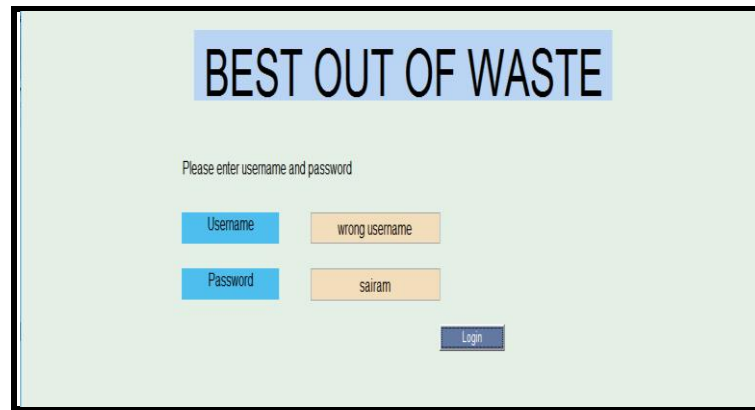 BEST OUT OF WASTE
Please enter username and password
Username wrong username
Password sairam
Login